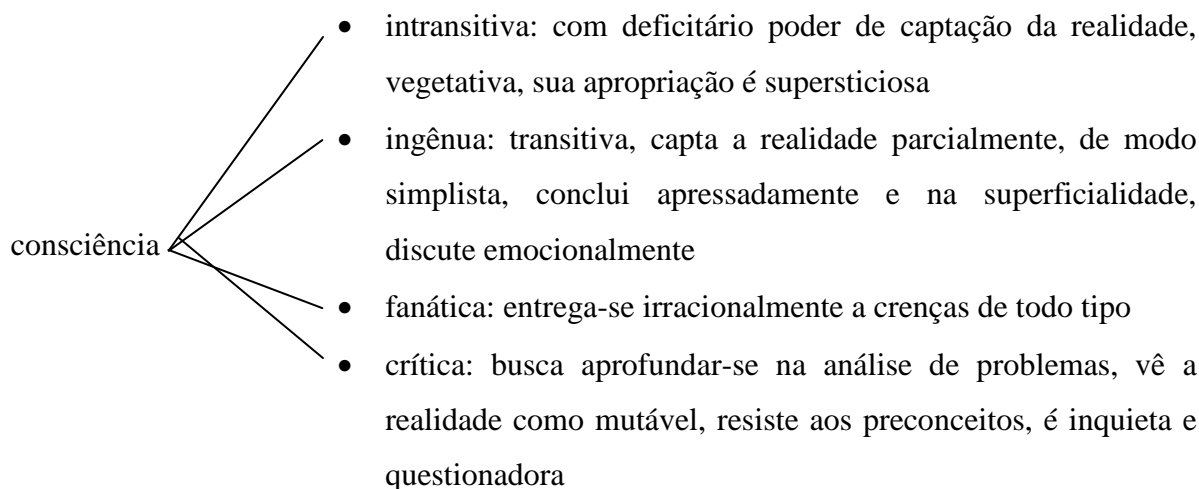 • intransitiva: com deficitário poder de captação da realidade,
vegetativa, sua apropriação é supersticiosa
• ingênua: transitiva, capta a realidade parcialmente, de modo
simplista, conclui apressadamente e na superficialidade,
consciência
discute emocionalmente
• fanática: entrega-se irracionalmente a crenças de todo tipo
• crítica: busca aprofundar-se na análise de problemas, vê a
realidade como mutável, resiste aos preconceitos, é inquieta e
questionadora